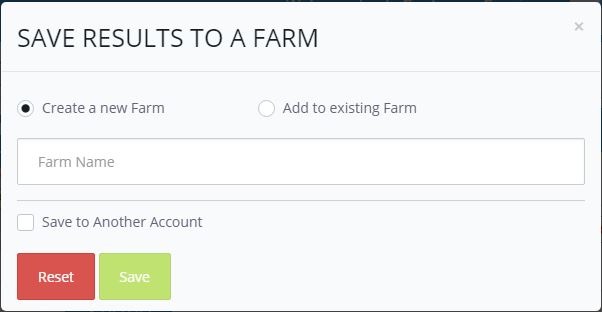 SAVE RESULTS TO A FARM
×
Create a new Farm
Add to existing Farm
Farm Name
Save to Another Account
Reset
Save